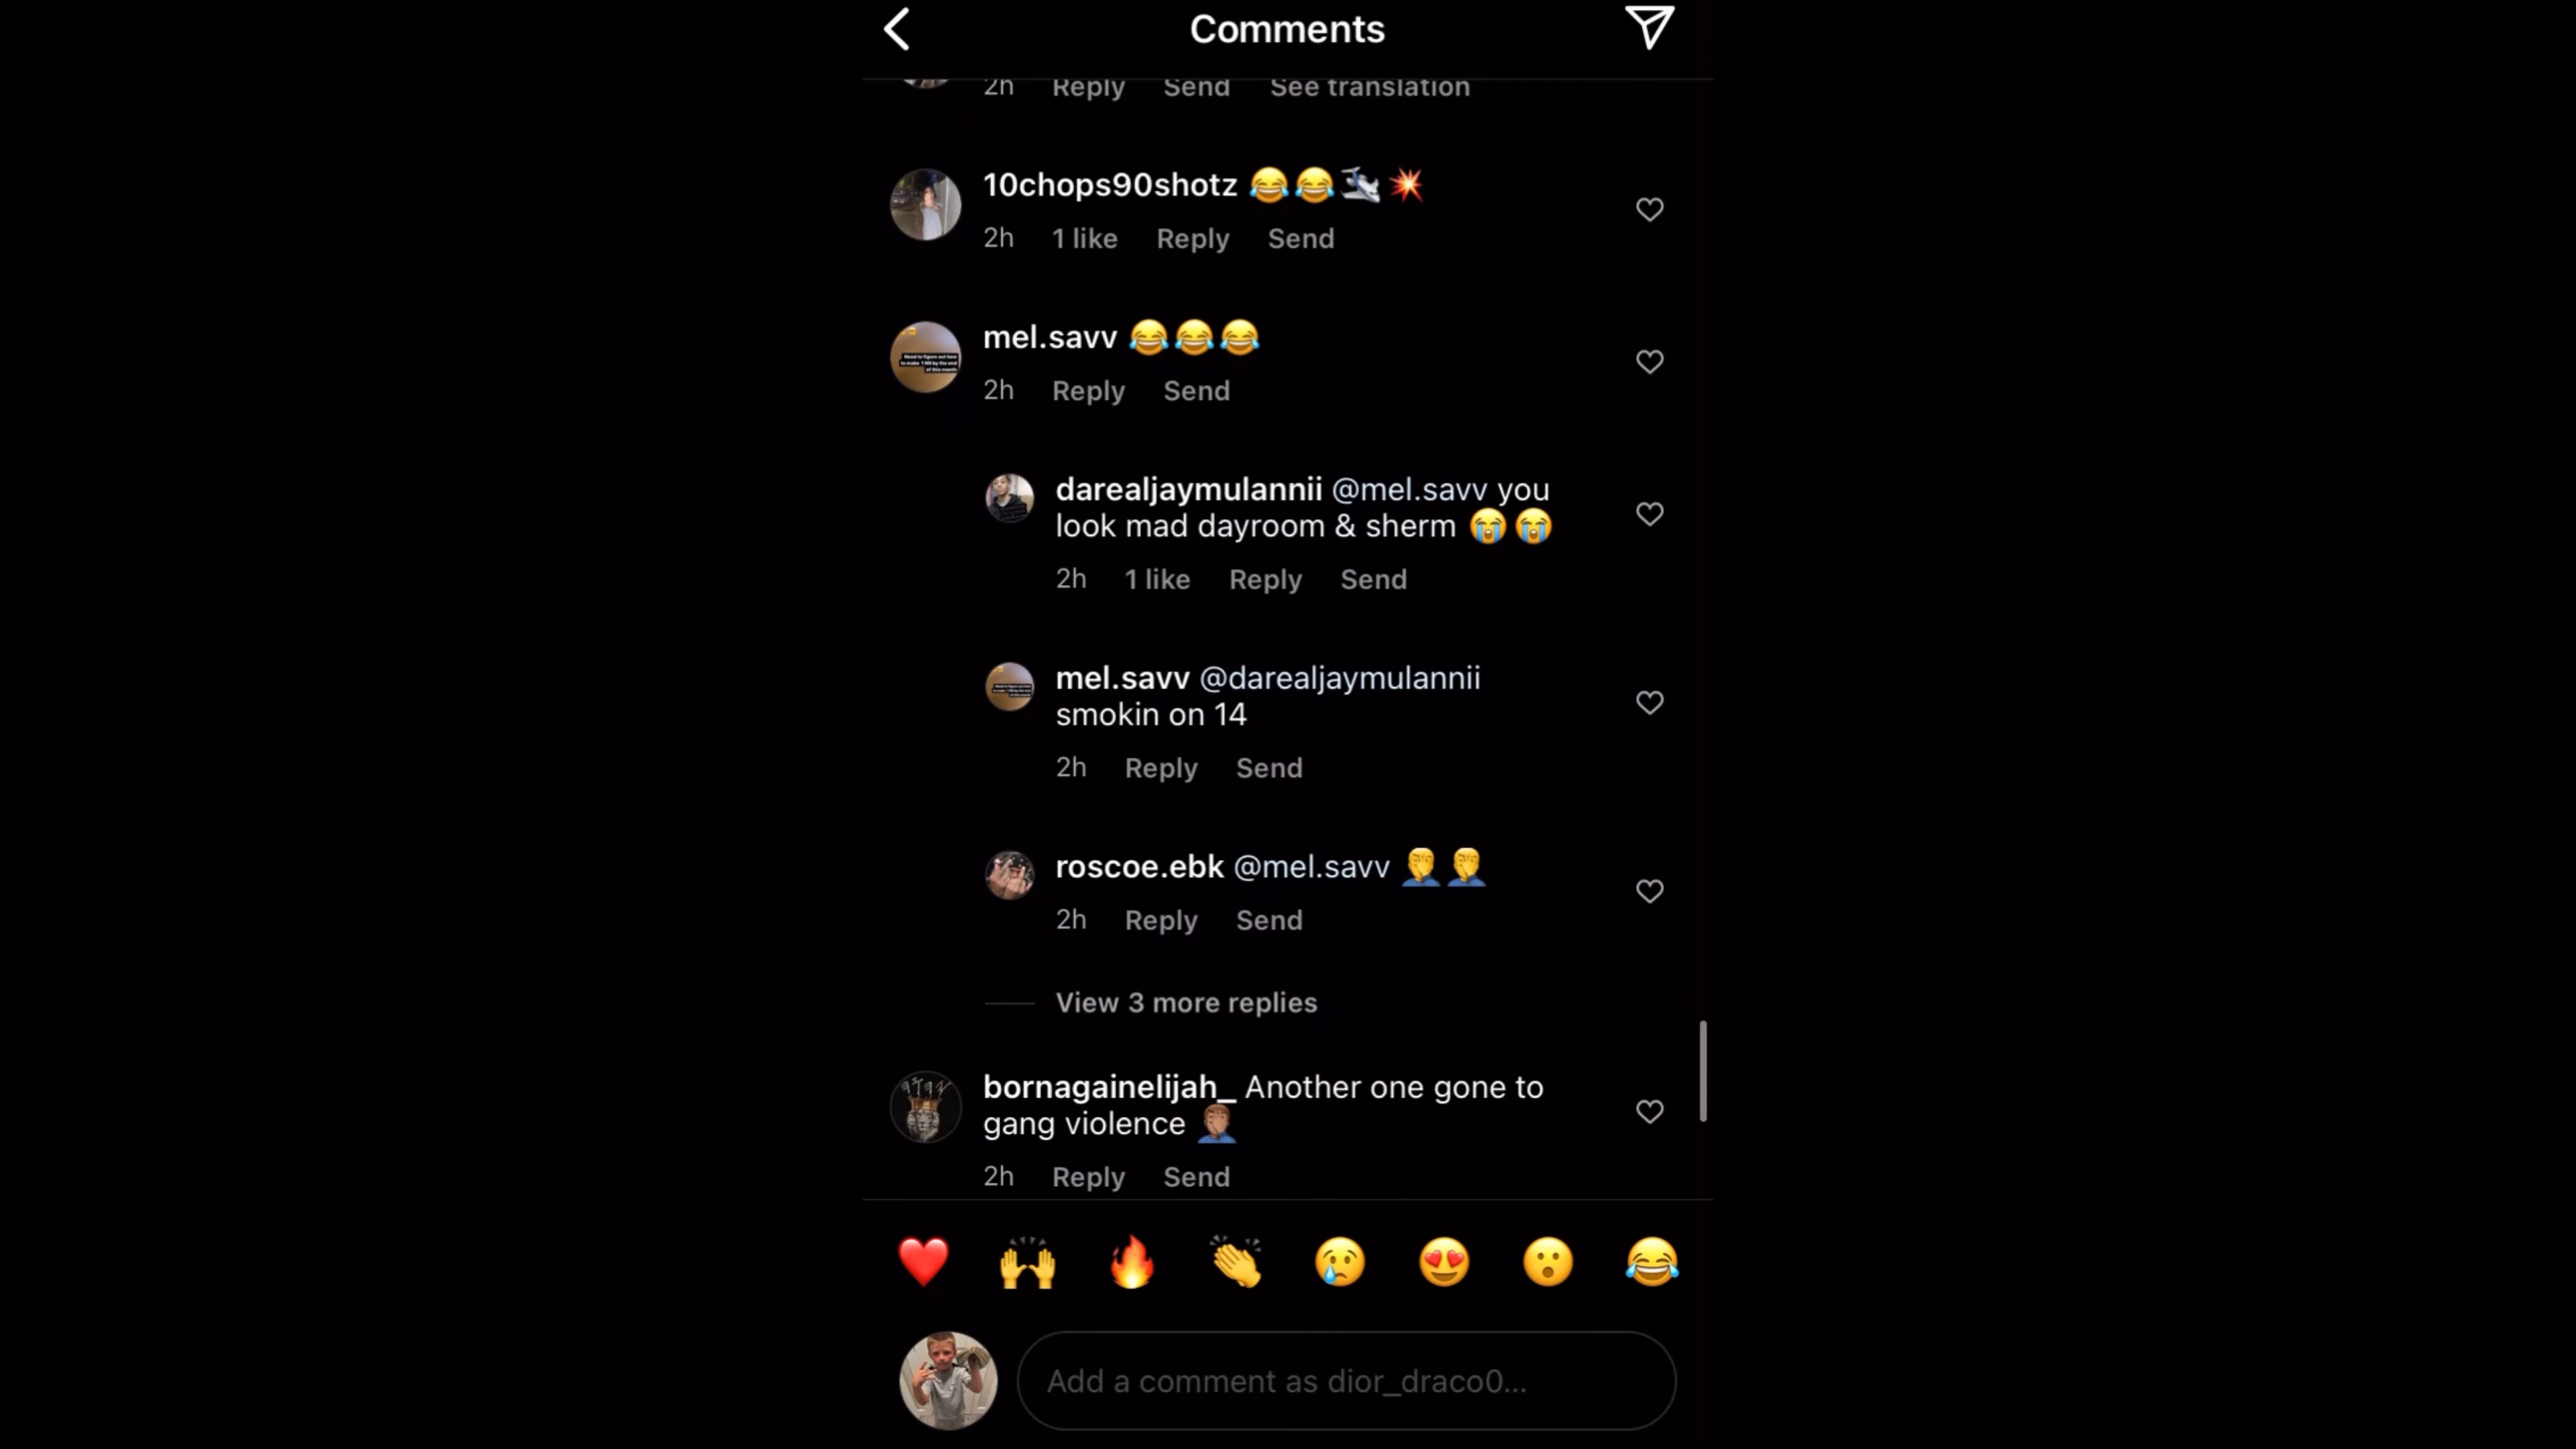 Comments
2h Reply Send See translation
10chops90shotz 😂😂🛩️💥
2h 1 like Reply Send
mel.savv 😂😂😂
2h Reply Send
darealjaymulannii @mel.savv you
look mad dayroom & sherm 😭😭
2h 1 like Reply Send
mel.savv @darealjaymulannii
smokin on 14
2h Reply Send
roscoe.ebk @mel.savv 🤦‍♂️🤦‍♂️
2h Reply Send
View 3 more replies
bornagainelijah_ Another one gone to
gang violence 🤦🏽‍♂️
2h Reply Send
❤️ 🙌 🔥 👏 😢 😍 😮 😂
Add a comment as dior_draco0...